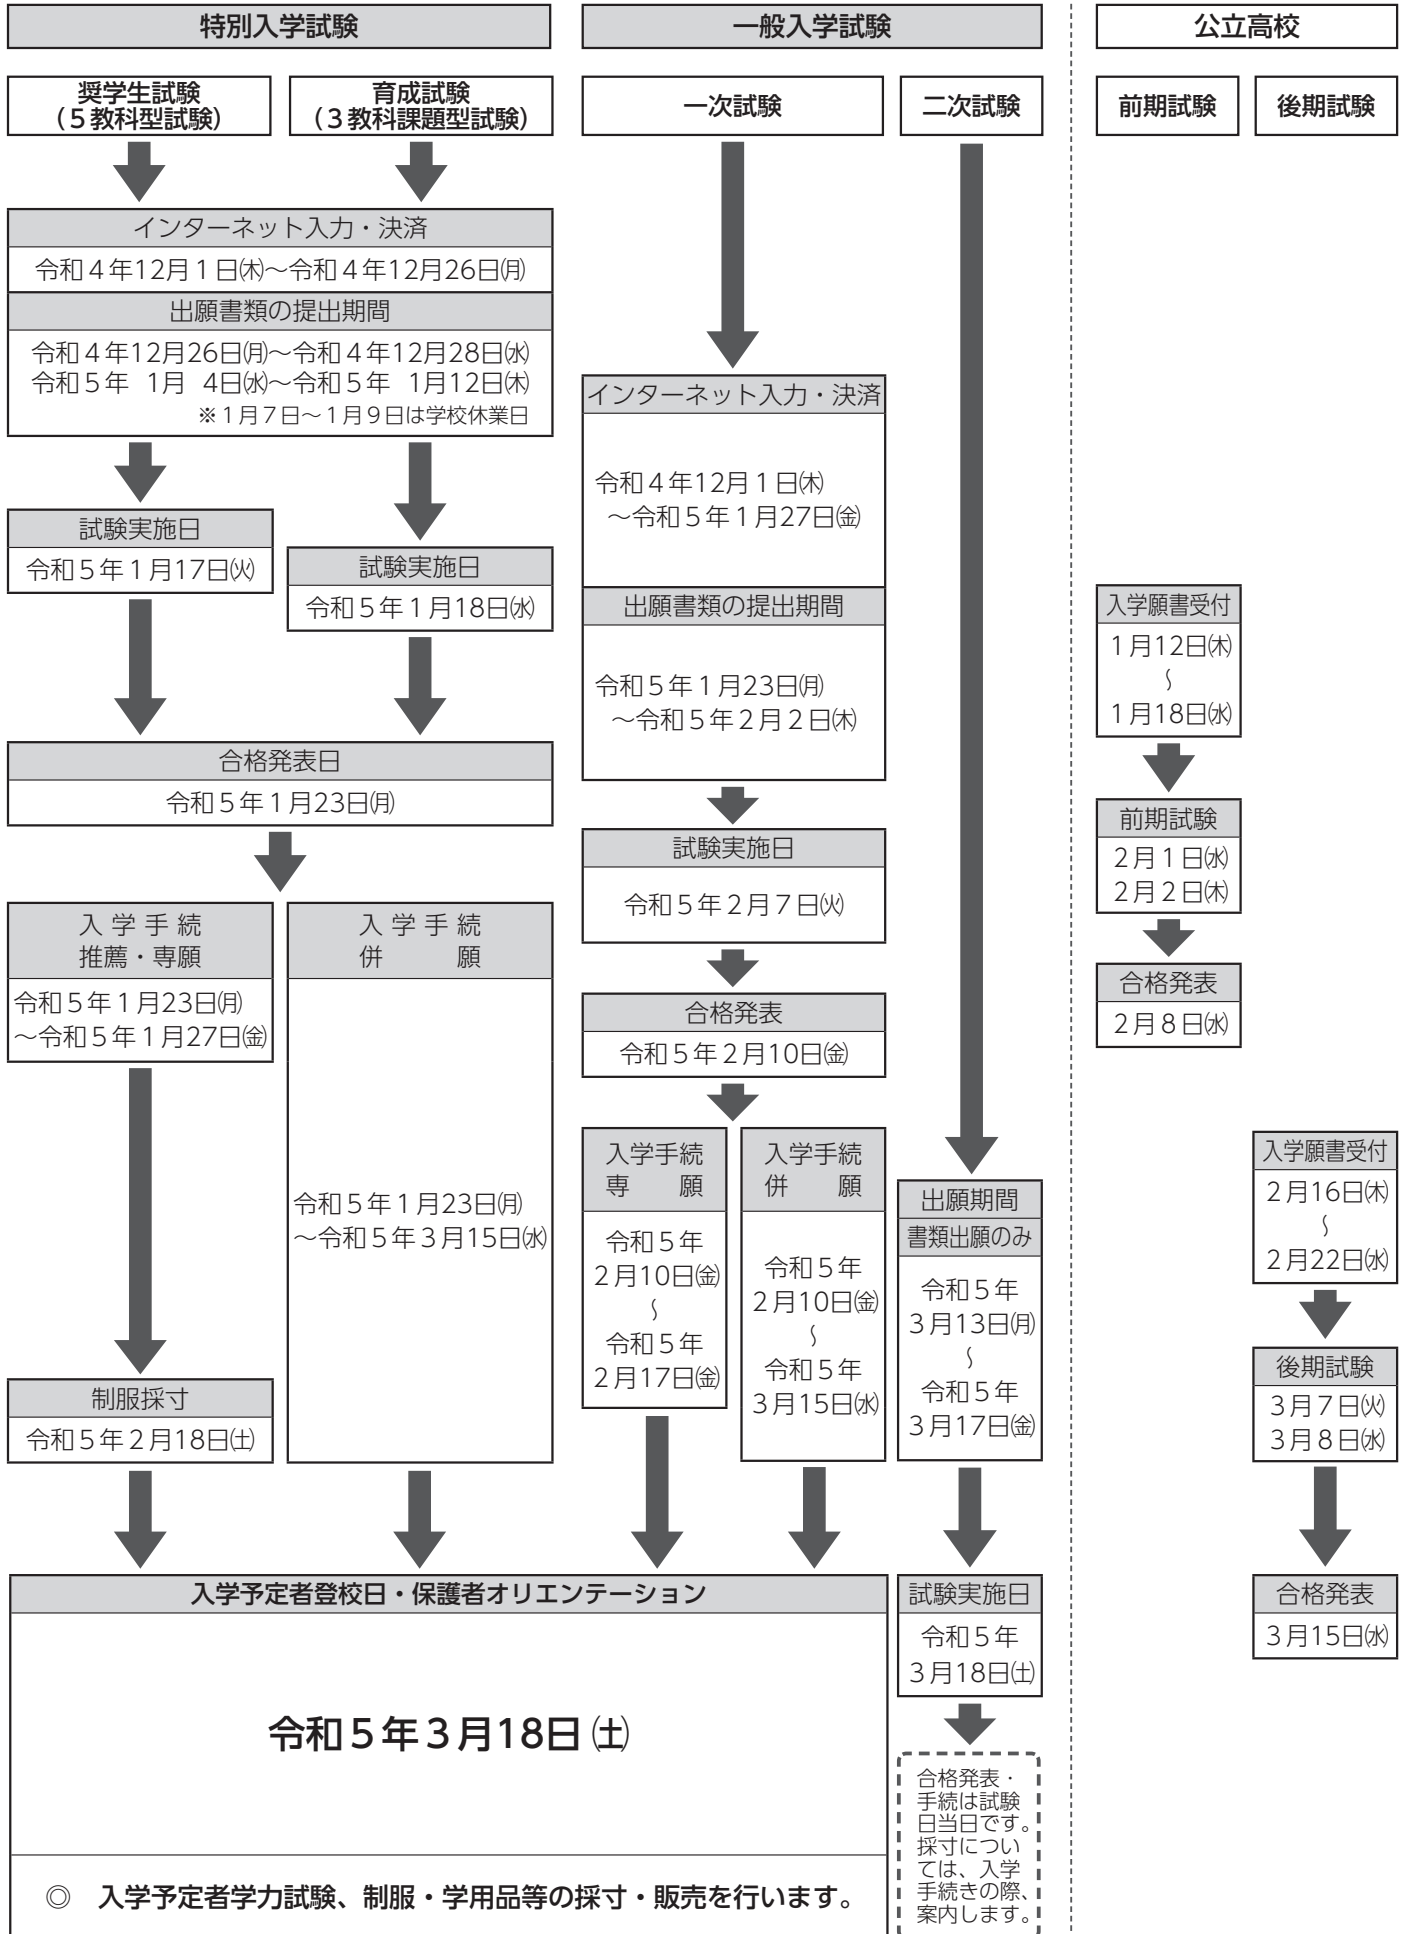 特別入学試験
一般入学試験
公立高校
奨学生試験
（５教科型試験）
育成試験
（３教科課題型試験）
一次試験
二次試験
前期試験
後期試験
インターネット入力・決済
令和４年12月１日㈭～令和４年12月26日㈪
出願書類の提出期間
令和４年12月26日㈪～令和４年12月28日㈬
令和５年 1月 4日㈬～令和５年 1月12日㈭
※１月７日～１月９日は学校休業日
試験実施日
令和５年１月17日㈫
試験実施日
令和５年１月18日㈬
合格発表日
令和５年１月23日㈪
入学手続
推薦・専願
令和５年１月23日㈪
～令和５年１月27日㈮
制服採寸
令和５年２月18日㈯
入学手続
併願
令和５年１月23日㈪
～令和５年３月15日㈬
インターネット入力・決済
令和４年12月１日㈭
～令和５年１月27日㈮
出願書類の提出期間
令和５年１月23日㈪
～令和５年２月２日㈭
試験実施日
令和５年２月７日㈫
合格発表
令和５年２月10日㈮
入学手続
専願
令和５年
２月10日㈮
～
令和５年
２月17日㈮
入学手続
併願
令和５年
２月10日㈮
～
令和５年
３月15日㈬
出願期間
書類出願のみ
令和５年
３月13日㈪
～
令和５年
３月17日㈮
入学予定者登校日・保護者オリエンテーション
令和５年３月18日㈯
◎　入学予定者学力試験、制服・学用品等の採寸・販売を行います。
試験実施日
令和５年
３月18日㈯
合格発表・
手続は試験
日当日です。
採寸につい
ては、入学
手続きの際、
案内します。
入学願書受付
１月12日㈭
～
１月18日㈬
前期試験
２月１日㈬
２月２日㈭
合格発表
２月８日㈬
入学願書受付
２月16日㈭
～
２月22日㈬
後期試験
３月７日㈫
３月８日㈬
合格発表
３月15日㈬